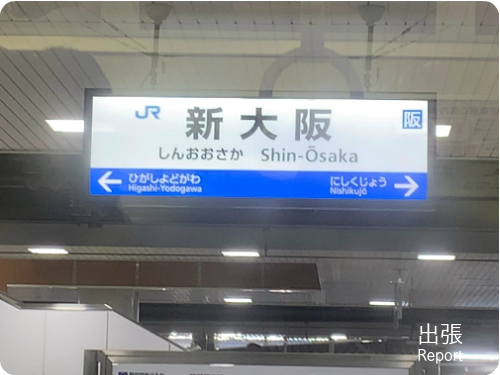 JR
新大阪
阪
しんおおさか Shin-Ōsaka
ひがしよどがわ
Higashi-Yodogawa
にしくじょう
Nishikujō
出張
Report